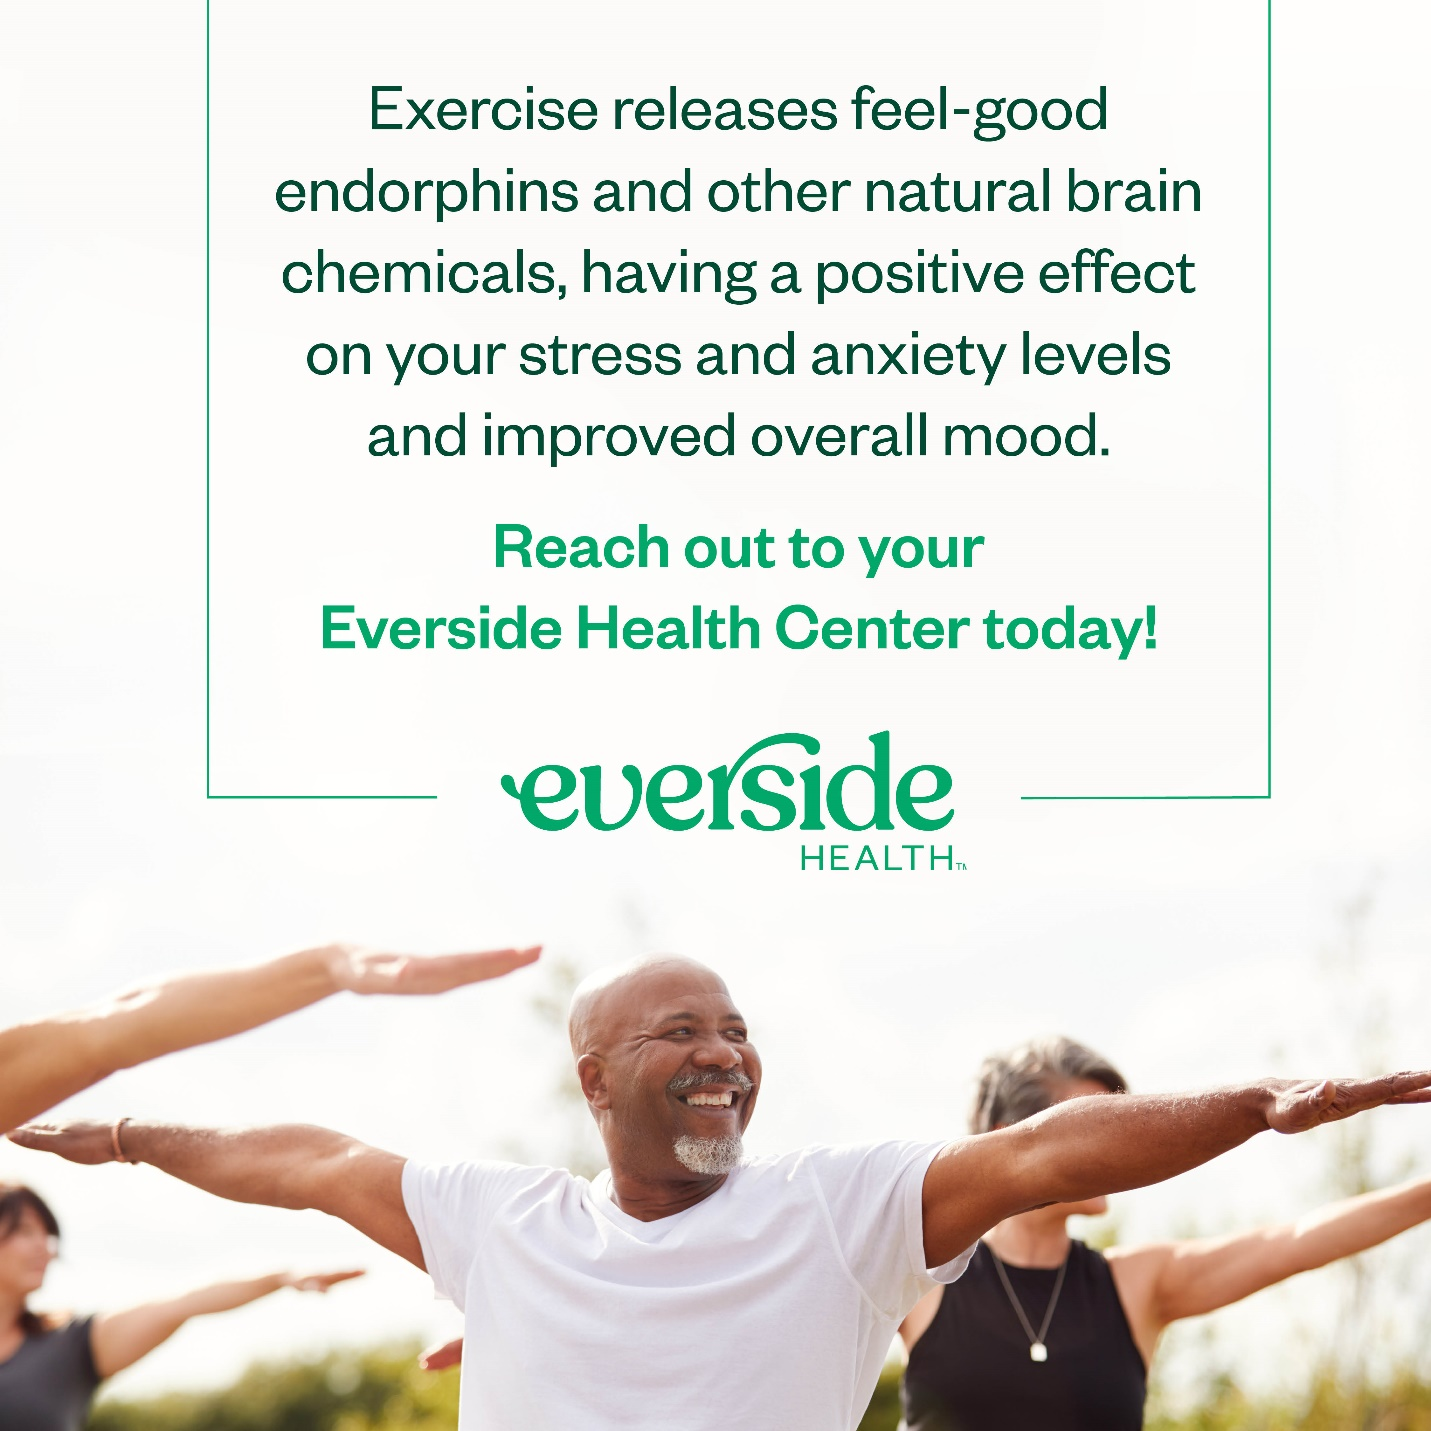 Exercise releases feel-good
endorphins and other natural brain
chemicals, having a positive effect
on your stress and anxiety levels
and improved overall mood.
Reach out to your
Everside Health Center today!
everside
HEALTH™